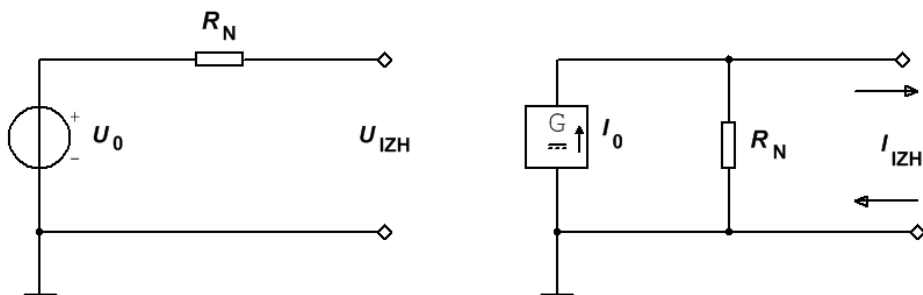 R_N
+
U_0
-
U_IZH
G
I_0
R_N
I_IZH